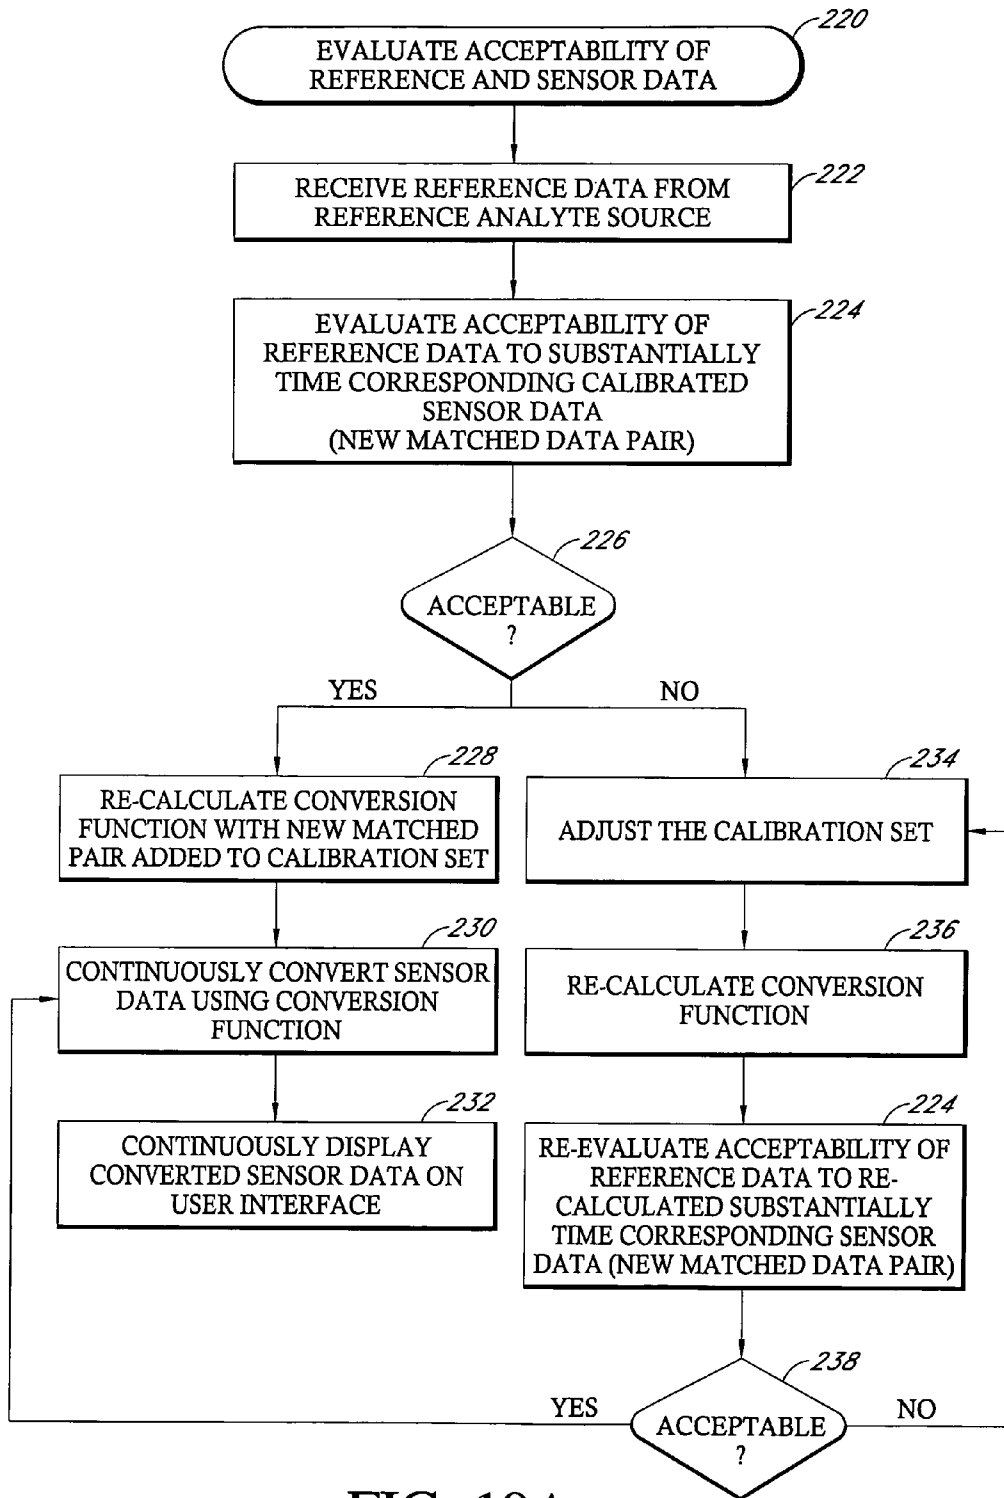 220
EVALUATE ACCEPTABILITY OF
REFERENCE AND SENSOR DATA
222
RECEIVE REFERENCE DATA FROM
REFERENCE ANALYTE SOURCE
224
EVALUATE ACCEPTABILITY OF
REFERENCE DATA TO SUBSTANTIALLY
TIME CORRESPONDING CALIBRATED
SENSOR DATA
(NEW MATCHED DATA PAIR)
226
ACCEPTABLE
?
YES
NO
228
RE-CALCULATE CONVERSION
FUNCTION WITH NEW MATCHED
PAIR ADDED TO CALIBRATION SET
234
ADJUST THE CALIBRATION SET
230
CONTINUOUSLY CONVERT SENSOR
DATA USING CONVERSION
FUNCTION
236
RE-CALCULATE CONVERSION
FUNCTION
232
CONTINUOUSLY DISPLAY
CONVERTED SENSOR DATA ON
USER INTERFACE
224
RE-EVALUATE ACCEPTABILITY OF
REFERENCE DATA TO RE-
CALCULATED SUBSTANTIALLY
TIME CORRESPONDING SENSOR
DATA (NEW MATCHED DATA PAIR)
238
YES
ACCEPTABLE
?
NO